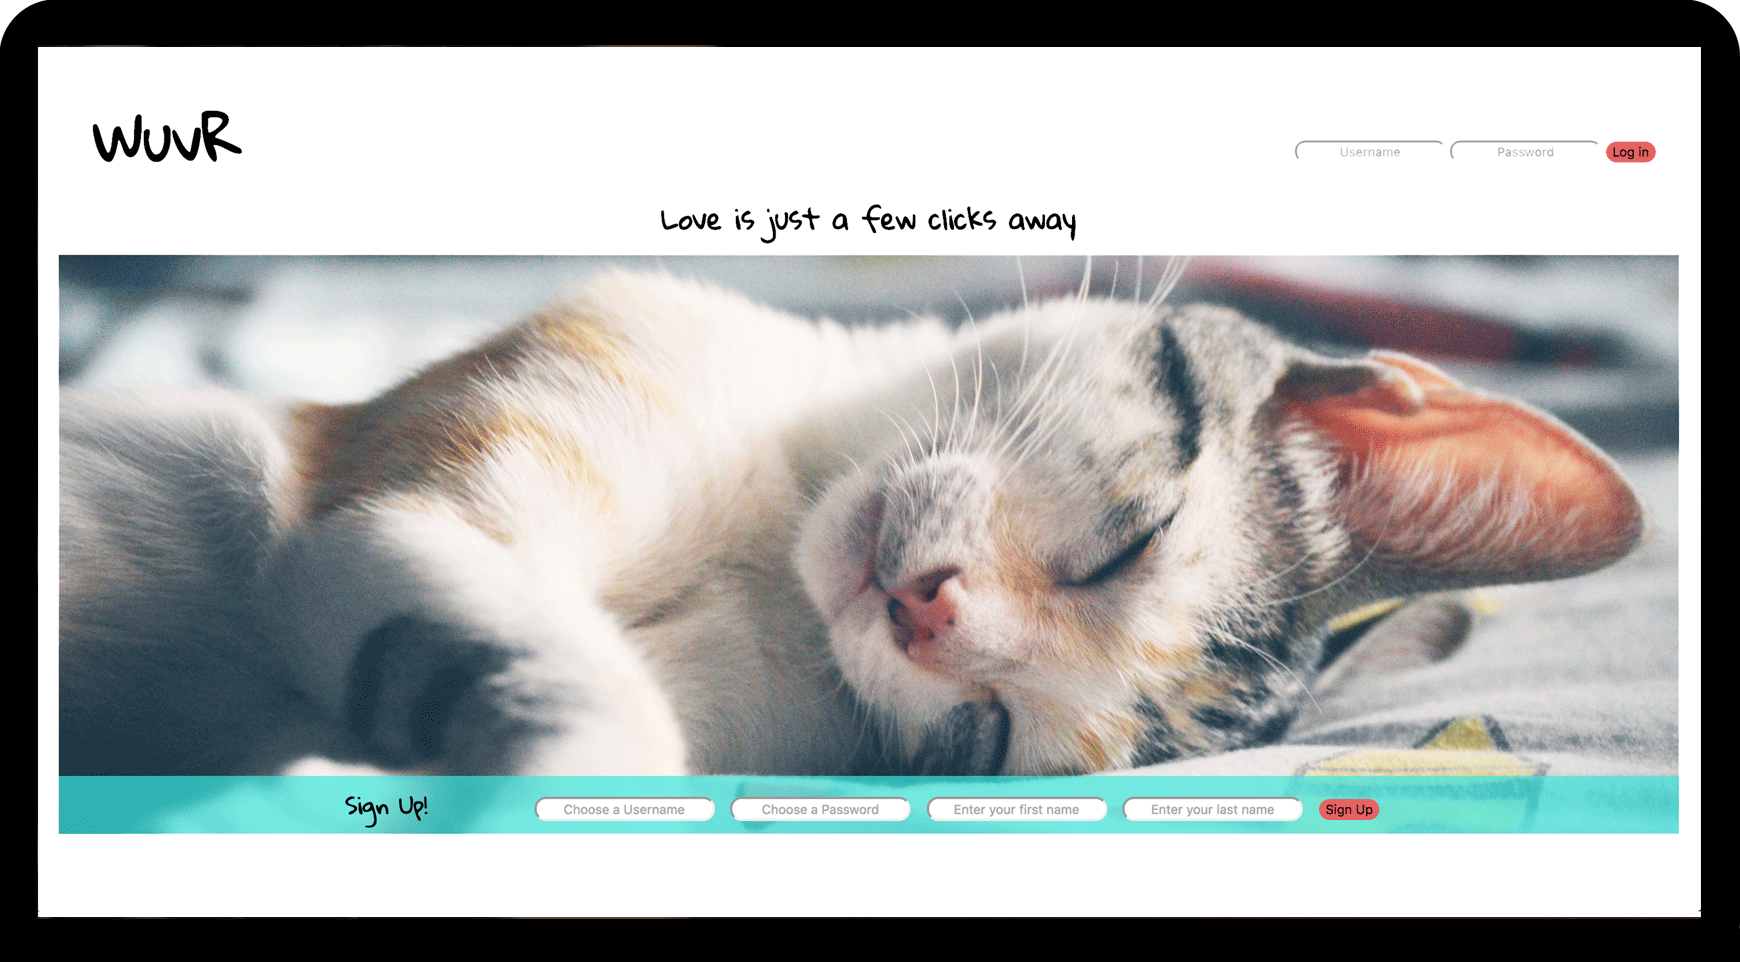 WUVR
Username Password Log in
Love is just a few clicks away
Sign Up! Choose a Username Choose a Password Enter your first name Enter your last name Sign Up